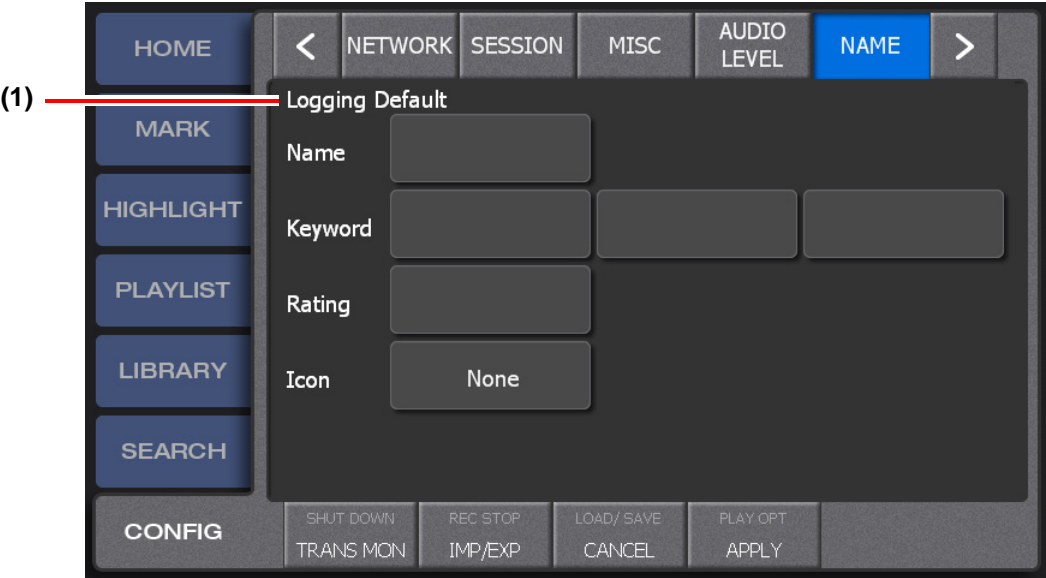 HOME
<
NETWORK
SESSION
MISC
AUDIO
LEVEL
NAME
>
(1)
Logging Default
MARK
Name
HIGHLIGHT
Keyword
PLAYLIST
Rating
LIBRARY
Icon
None
SEARCH
CONFIG
SHUT DOWN
TRANS MON
REC STOP
IMP/EXP
LOAD/ SAVE
CANCEL
PLAY OPT
APPLY